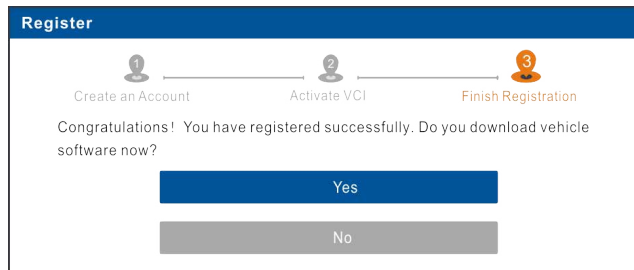 Register
1
2
3
Create an Account
Activate VCI
Finish Registration
Congratulations! You have registered successfully. Do you download vehicle
software now?
Yes
No